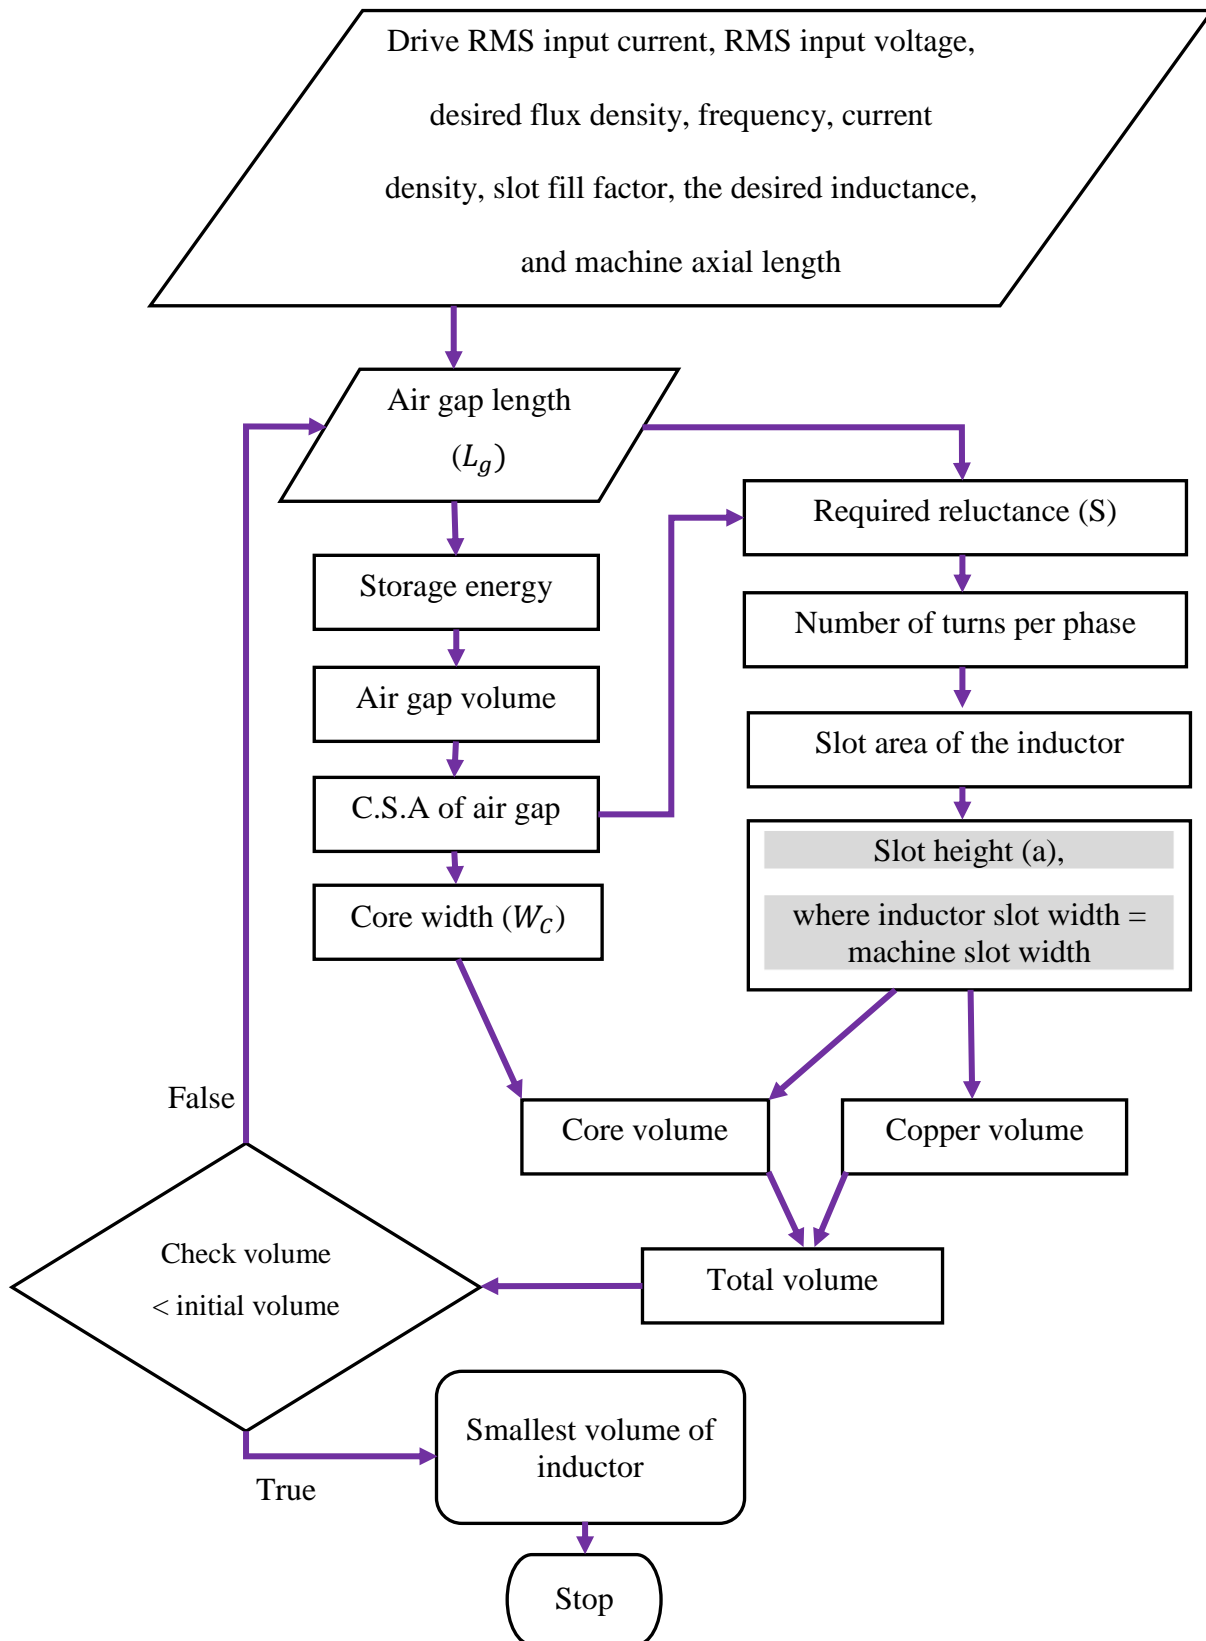 Drive RMS input current, RMS input voltage,
desired flux density, frequency, current
density, slot fill factor, the desired inductance,
and machine axial length
Air gap length
(L_g)
Required reluctance (S)
Storage energy
Number of turns per phase
Air gap volume
Slot area of the inductor
C.S.A of air gap
Slot height (a),
where inductor slot width =
machine slot width
Core width (W_C)
False
Core volume
Copper volume
Check volume
< initial volume
Total volume
Smallest volume of
inductor
True
Stop